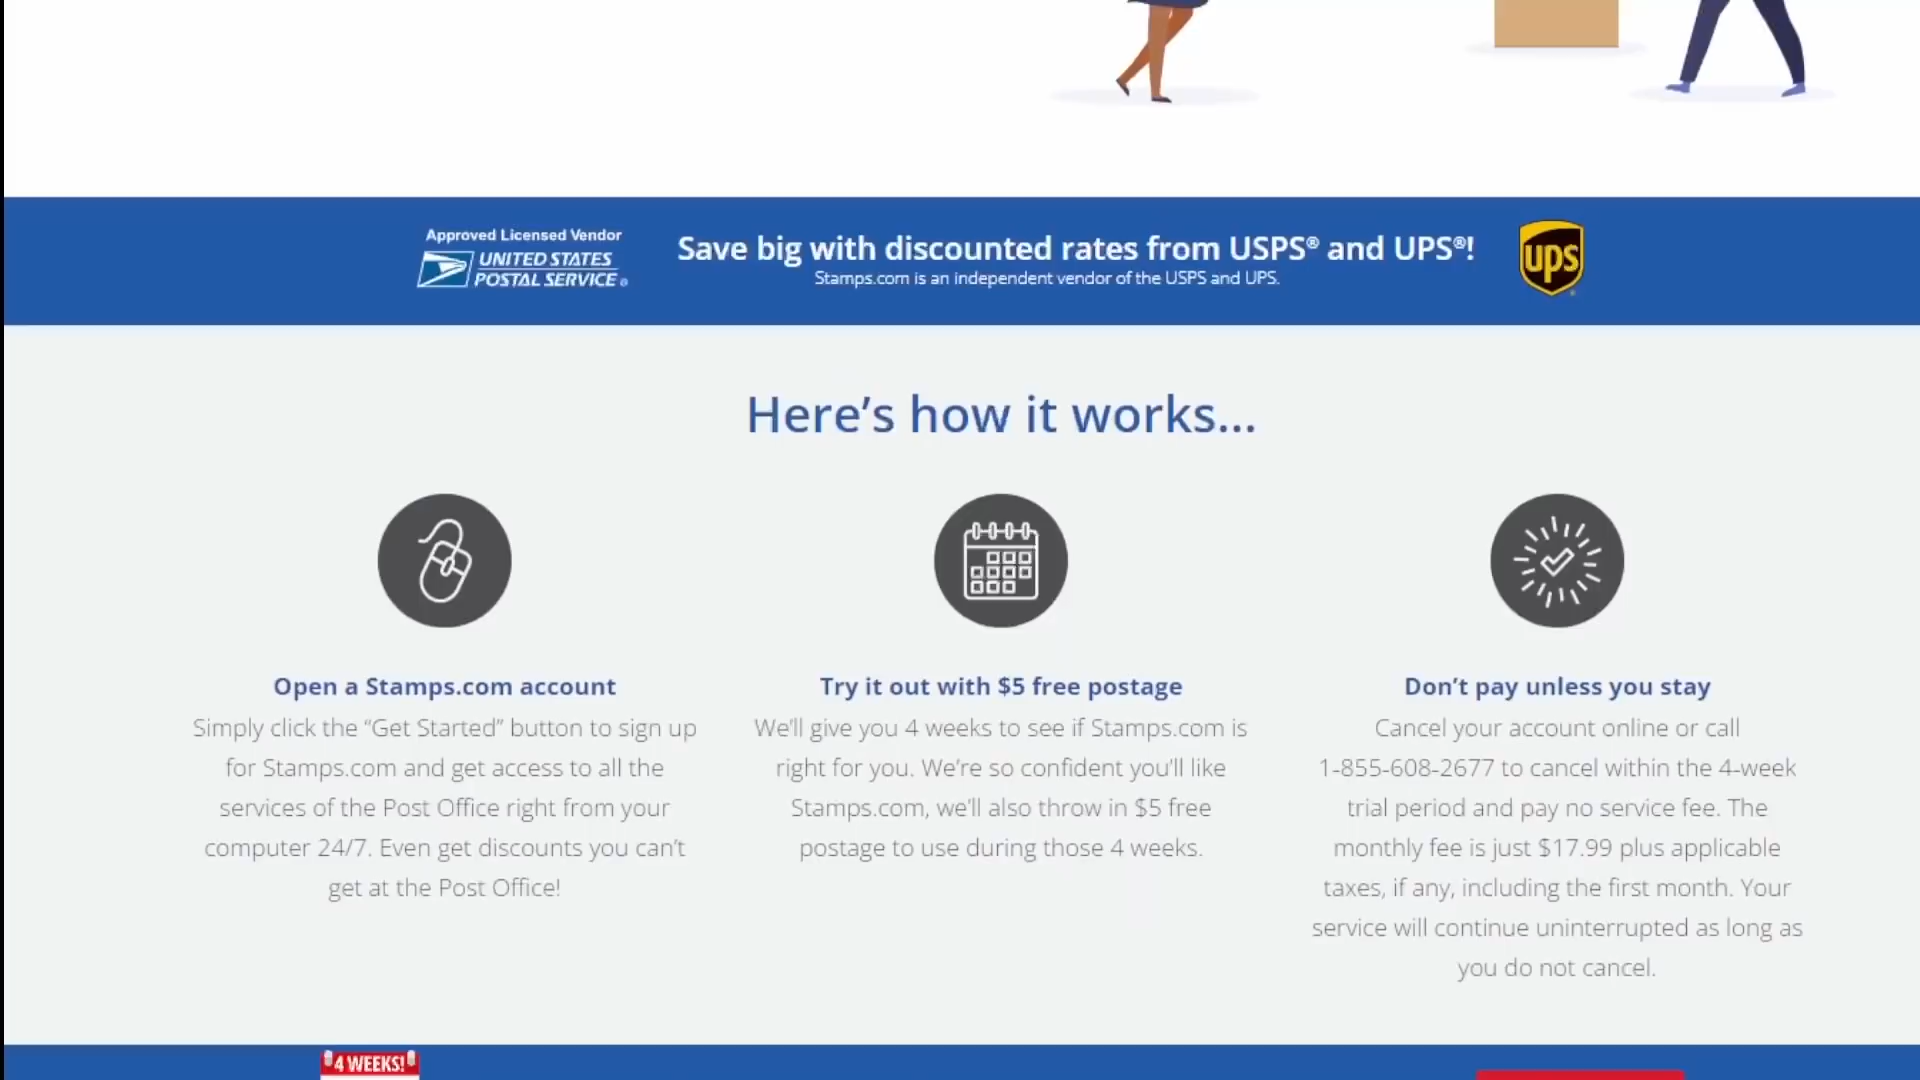 Approved Licensed Vendor
UNITED STATES
POSTAL SERVICE®
Save big with discounted rates from USPS® and UPS®!
Stamps.com is an independent vendor of the USPS and UPS.
ups
Here’s how it works...
Open a Stamps.com account
Simply click the “Get Started” button to sign up
for Stamps.com and get access to all the
services of the Post Office right from your
computer 24/7. Even get discounts you can’t
get at the Post Office!
Try it out with $5 free postage
We’ll give you 4 weeks to see if Stamps.com is
right for you. We’re so confident you’ll like
Stamps.com, we’ll also throw in $5 free
postage to use during those 4 weeks.
Don’t pay unless you stay
Cancel your account online or call
1-855-608-2677 to cancel within the 4-week
trial period and pay no service fee. The
monthly fee is just $17.99 plus applicable
taxes, if any, including the first month. Your
service will continue uninterrupted as long as
you do not cancel.
4 WEEKS!